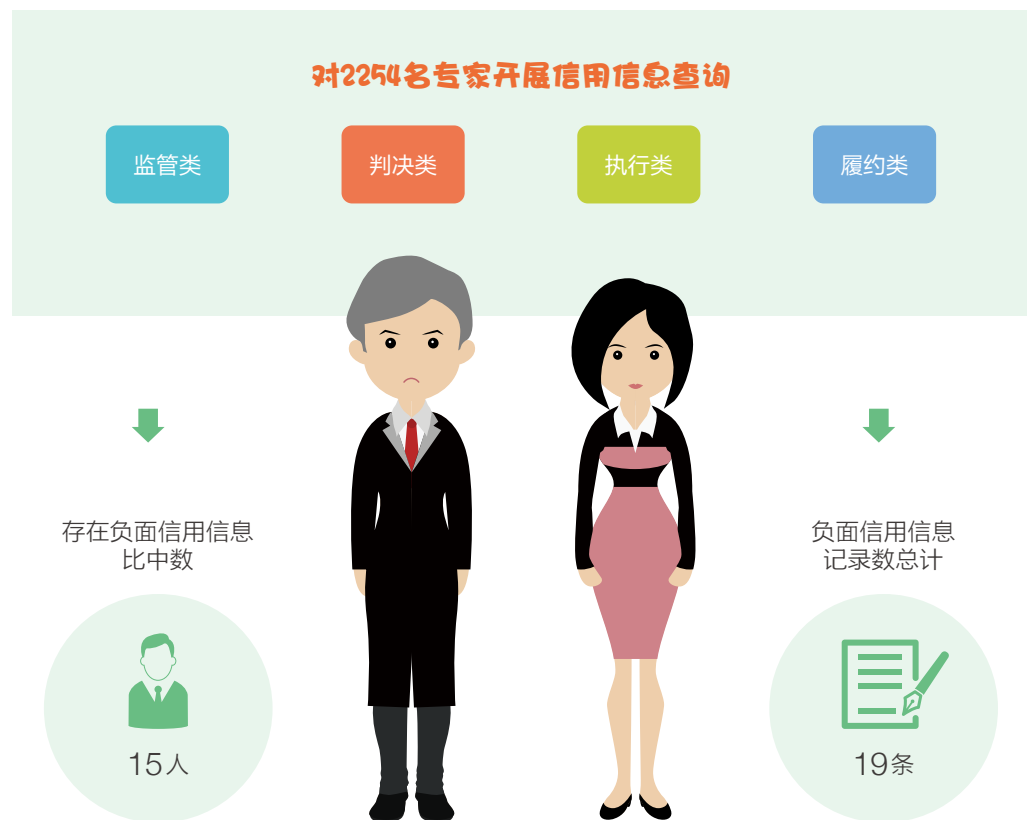 对2254名专家开展信用信息查询
监管类
判决类
执行类
履约类
存在负面信用信息
比中数
负面信用信息
记录数总计
15人
19条